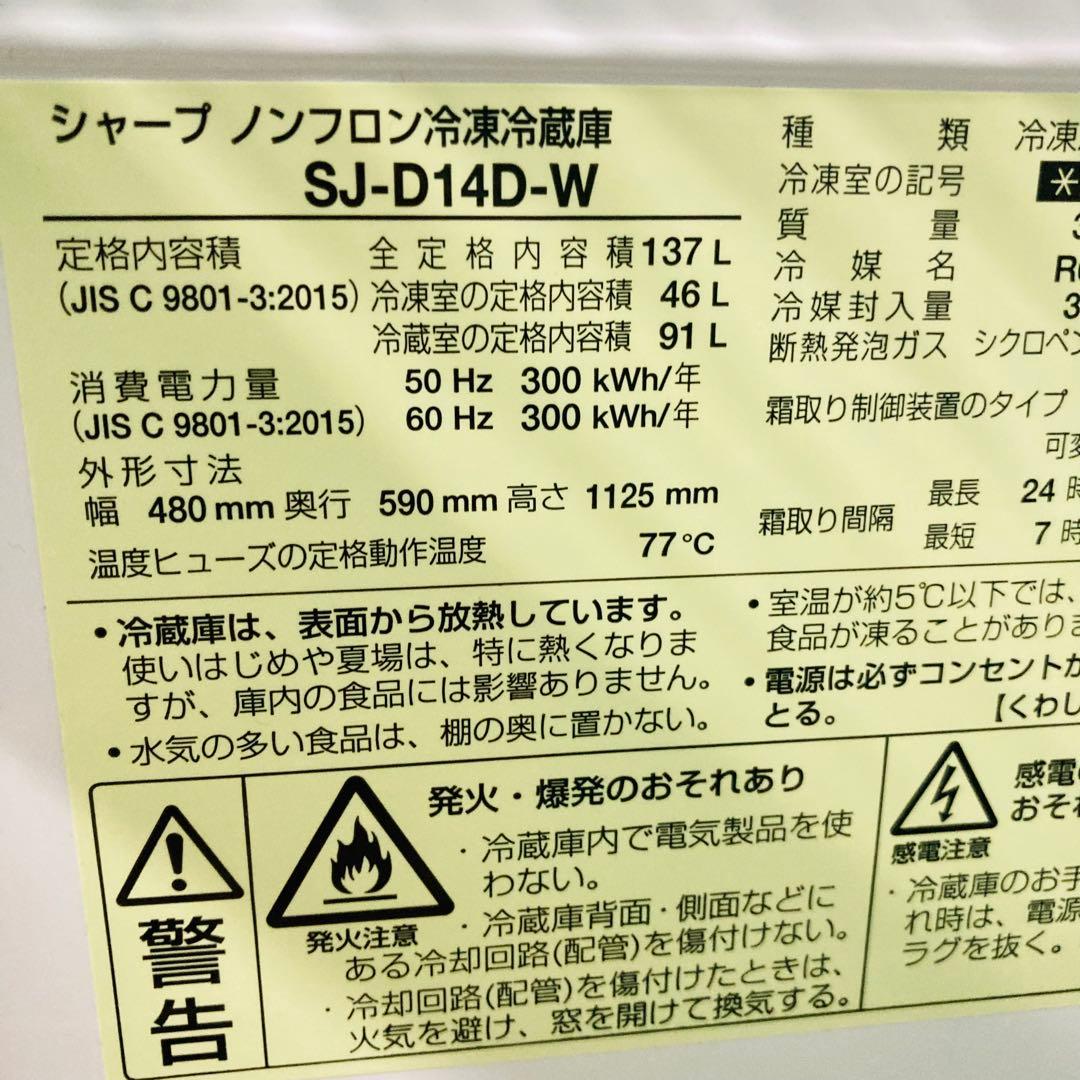 シャープ ノンフロン冷凍冷蔵庫
SJ-D14D-W
定格内容積 全定格内容積 137 L
(JIS C 9801-3:2015) 冷凍室の定格内容積 46 L
冷蔵室の定格内容積 91 L
消費電力量 50 Hz 300 kWh/年
(JIS C 9801-3:2015) 60 Hz 300 kWh/年
外形寸法
幅 480 mm 奥行 590 mm 高さ 1125 mm
温度ヒューズの定格動作温度 77℃
種類 冷凍
冷凍室の記号
質量
冷媒名
冷媒封入量
断熱発泡ガス シクロペン
霜取り制御装置のタイプ
可変
霜取り間隔 最長 24 時
最短 7 時
・冷蔵庫は、表面から放熱しています。
使いはじめや夏場は、特に熱くなりま
すが、庫内の食品には影響ありません。
・水気の多い食品は、棚の奥に置かない。
・室温が約5℃以下では、
食品が凍ることがありま
・電源は必ずコンセントか
とる。 【くわし
警告
発火注意
発火・爆発のおそれあり
・冷蔵庫内で電気製品を使
わない。
・冷蔵庫背面・側面などに
ある冷却回路(配管)を傷付けない。
・冷却回路(配管)を傷付けたときは、
火気を避け、窓を開けて換気する。
感電注意
感電の
おそれ
・冷蔵庫のお手
れ時は、電源
ラグを抜く。